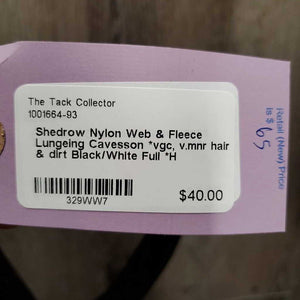 The Tack Collector
1001664-93
Shedrow Nylon Web & Fleece
Lungeing Cavesson *vgc, v.mnr hair
& dirt Black/White Full *H
329WW7
$40.00
Retail (New) Price
is $ 65